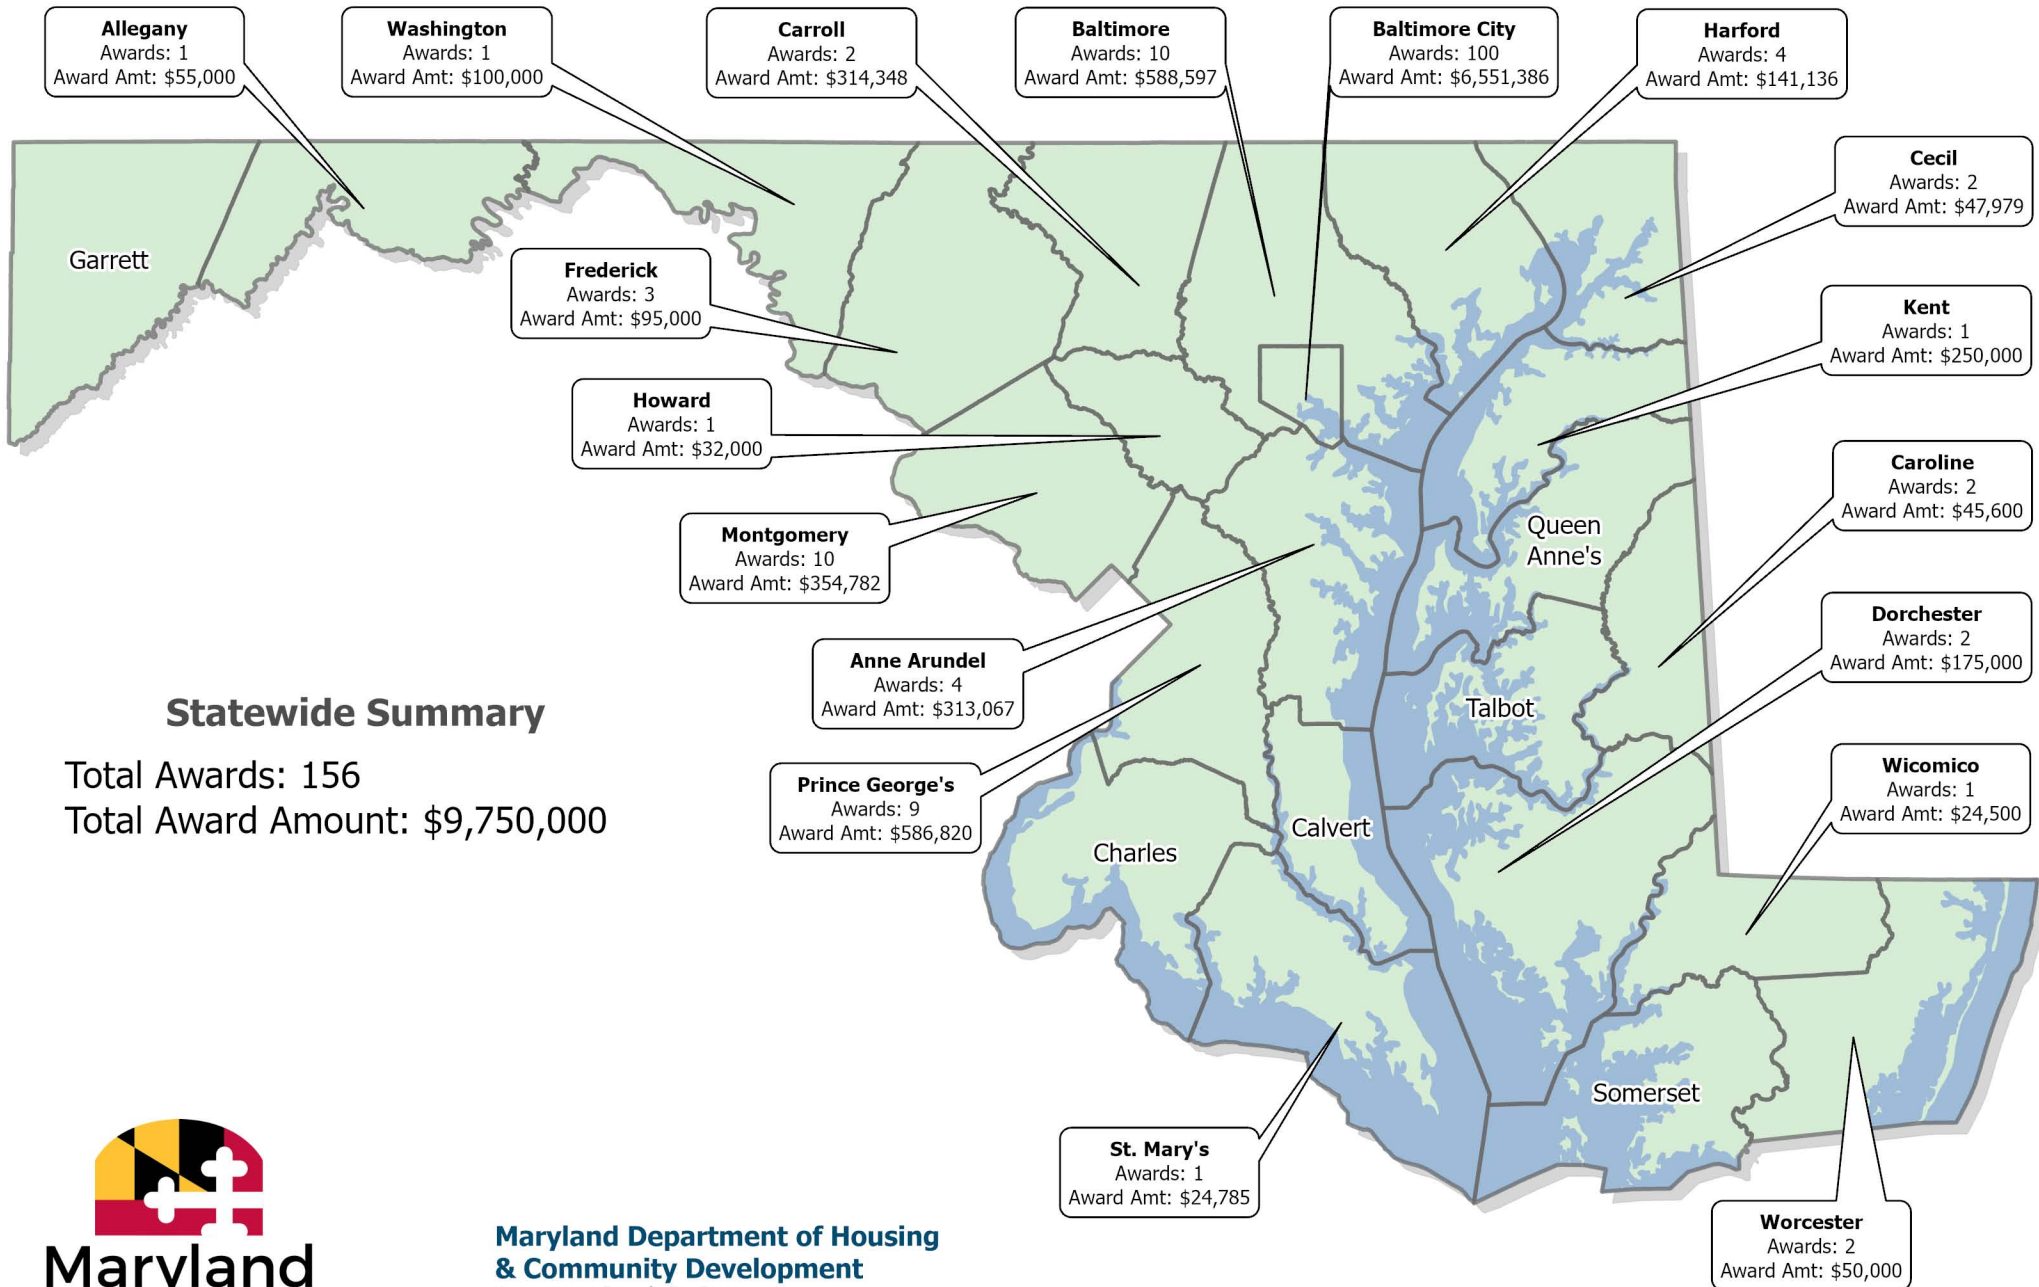 Allegany
Awards: 1
Award Amt: $55,000
Washington
Awards: 1
Award Amt: $100,000
Carroll
Awards: 2
Award Amt: $314,348
Baltimore
Awards: 10
Award Amt: $588,597
Baltimore City
Awards: 100
Award Amt: $6,551,386
Harford
Awards: 4
Award Amt: $141,136
Cecil
Awards: 2
Award Amt: $47,979
Garrett
Frederick
Awards: 3
Award Amt: $95,000
Kent
Awards: 1
Award Amt: $250,000
Howard
Awards: 1
Award Amt: $32,000
Caroline
Awards: 2
Award Amt: $45,600
Queen
Anne's
Montgomery
Awards: 10
Award Amt: $354,782
Dorchester
Awards: 2
Award Amt: $175,000
Anne Arundel
Awards: 4
Award Amt: $313,067
Talbot
Statewide Summary
Total Awards: 156
Total Award Amount: $9,750,000
Prince George's
Awards: 9
Award Amt: $586,820
Wicomico
Awards: 1
Award Amt: $24,500
Calvert
Charles
Somerset
St. Mary's
Awards: 1
Award Amt: $24,785
Worcester
Awards: 2
Award Amt: $50,000
Maryland
Maryland Department of Housing
& Community Development